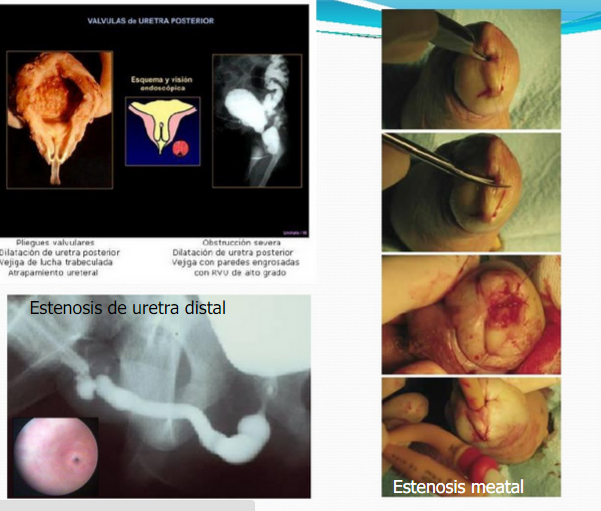 VALVULAS de URETRA POSTERIOR
Esquema y visión
endoscópica
Pliegues valvulares
Dilatación de uretra posterior
Vejiga de lucha trabeculada
Atrapamiento ureteral
Obstrucción severa
Dilatación de uretra posterior
Vejiga con paredes engrosadas
con RVU de alto grado
Estenosis de uretra distal
Estenosis meatal